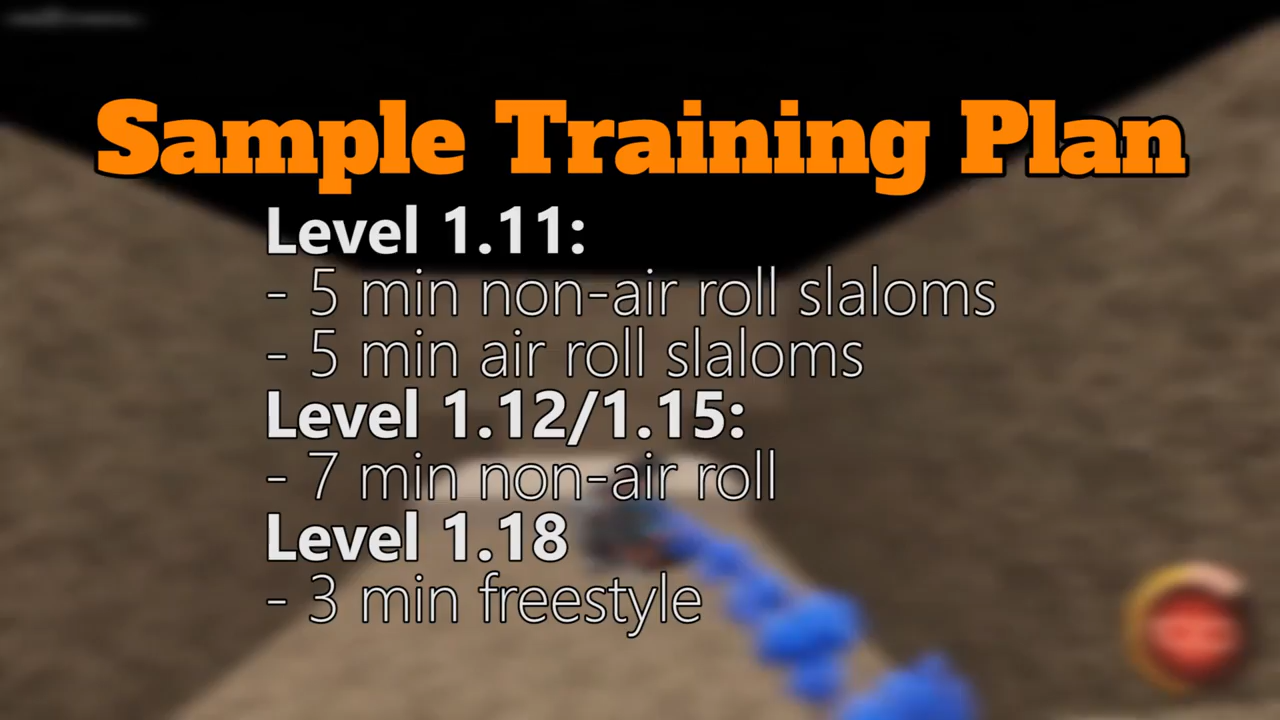 Sample Training Plan
Level 1.11:
- 5 min non-air roll slaloms
- 5 min air roll slaloms
Level 1.12/1.15:
- 7 min non-air roll
Level 1.18
- 3 min freestyle